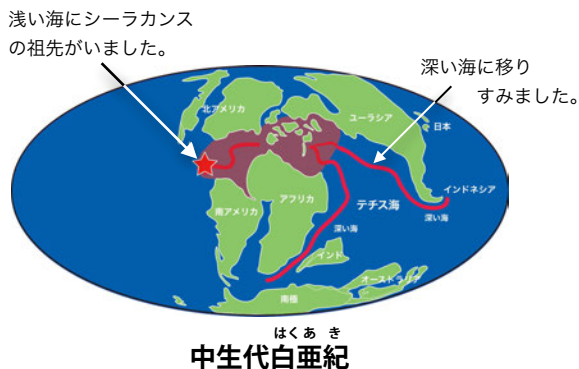 浅い海にシーラカンス
の祖先がいました。
深い海に移り
すみました。
北アメリカ
ユーラシア
日本
インドネシア
アフリカ
南アメリカ
テチス海
深い海
深い海
インド
オーストラリア
南極
はくあき
中生代白亜紀